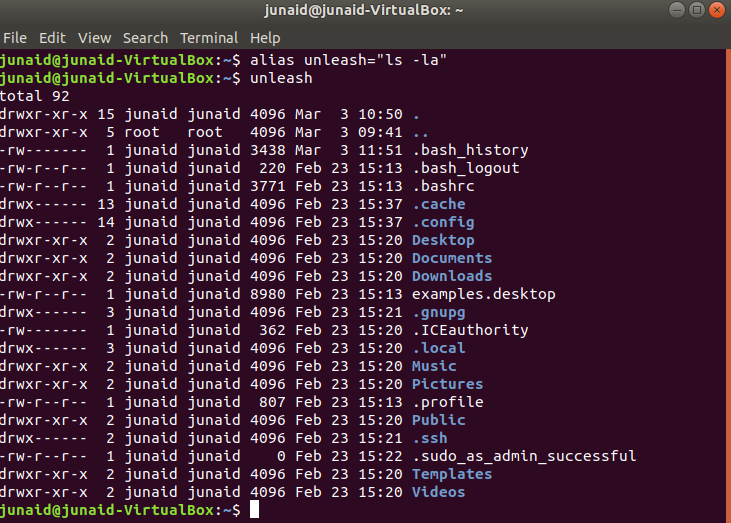 junaid@junaid-VirtualBox: ~
File Edit View Search Terminal Help
junaid@junaid-VirtualBox:~$ alias unleash="ls -la"
junaid@junaid-VirtualBox:~$ unleash
total 92
drwxr-xr-x 15 junaid junaid 4096 Mar  3 10:50 .
drwxr-xr-x  5 root   root   4096 Mar  3 09:41 ..
-rw-------  1 junaid junaid 3438 Mar  3 11:51 .bash_history
-rw-r--r--  1 junaid junaid  220 Feb 23 15:13 .bash_logout
-rw-r--r--  1 junaid junaid 3771 Feb 23 15:13 .bashrc
drwx------ 13 junaid junaid 4096 Feb 23 15:37 .cache
drwx------ 14 junaid junaid 4096 Feb 23 15:37 .config
drwxr-xr-x  2 junaid junaid 4096 Feb 23 15:20 Desktop
drwxr-xr-x  2 junaid junaid 4096 Feb 23 15:20 Documents
drwxr-xr-x  2 junaid junaid 4096 Feb 23 15:20 Downloads
-rw-r--r--  1 junaid junaid 8980 Feb 23 15:13 examples.desktop
drwx------  3 junaid junaid 4096 Feb 23 15:21 .gnupg
-rw-------  1 junaid junaid  362 Feb 23 15:20 .ICEauthority
drwx------  3 junaid junaid 4096 Feb 23 15:20 .local
drwxr-xr-x  2 junaid junaid 4096 Feb 23 15:20 Music
drwxr-xr-x  2 junaid junaid 4096 Feb 23 15:20 Pictures
-rw-r--r--  1 junaid junaid  807 Feb 23 15:13 .profile
drwxr-xr-x  2 junaid junaid 4096 Feb 23 15:20 Public
drwx------  2 junaid junaid 4096 Feb 23 15:21 .ssh
-rw-r--r--  1 junaid junaid    0 Feb 23 15:22 .sudo_as_admin_successful
drwxr-xr-x  2 junaid junaid 4096 Feb 23 15:20 Templates
drwxr-xr-x  2 junaid junaid 4096 Feb 23 15:20 Videos
junaid@junaid-VirtualBox:~$